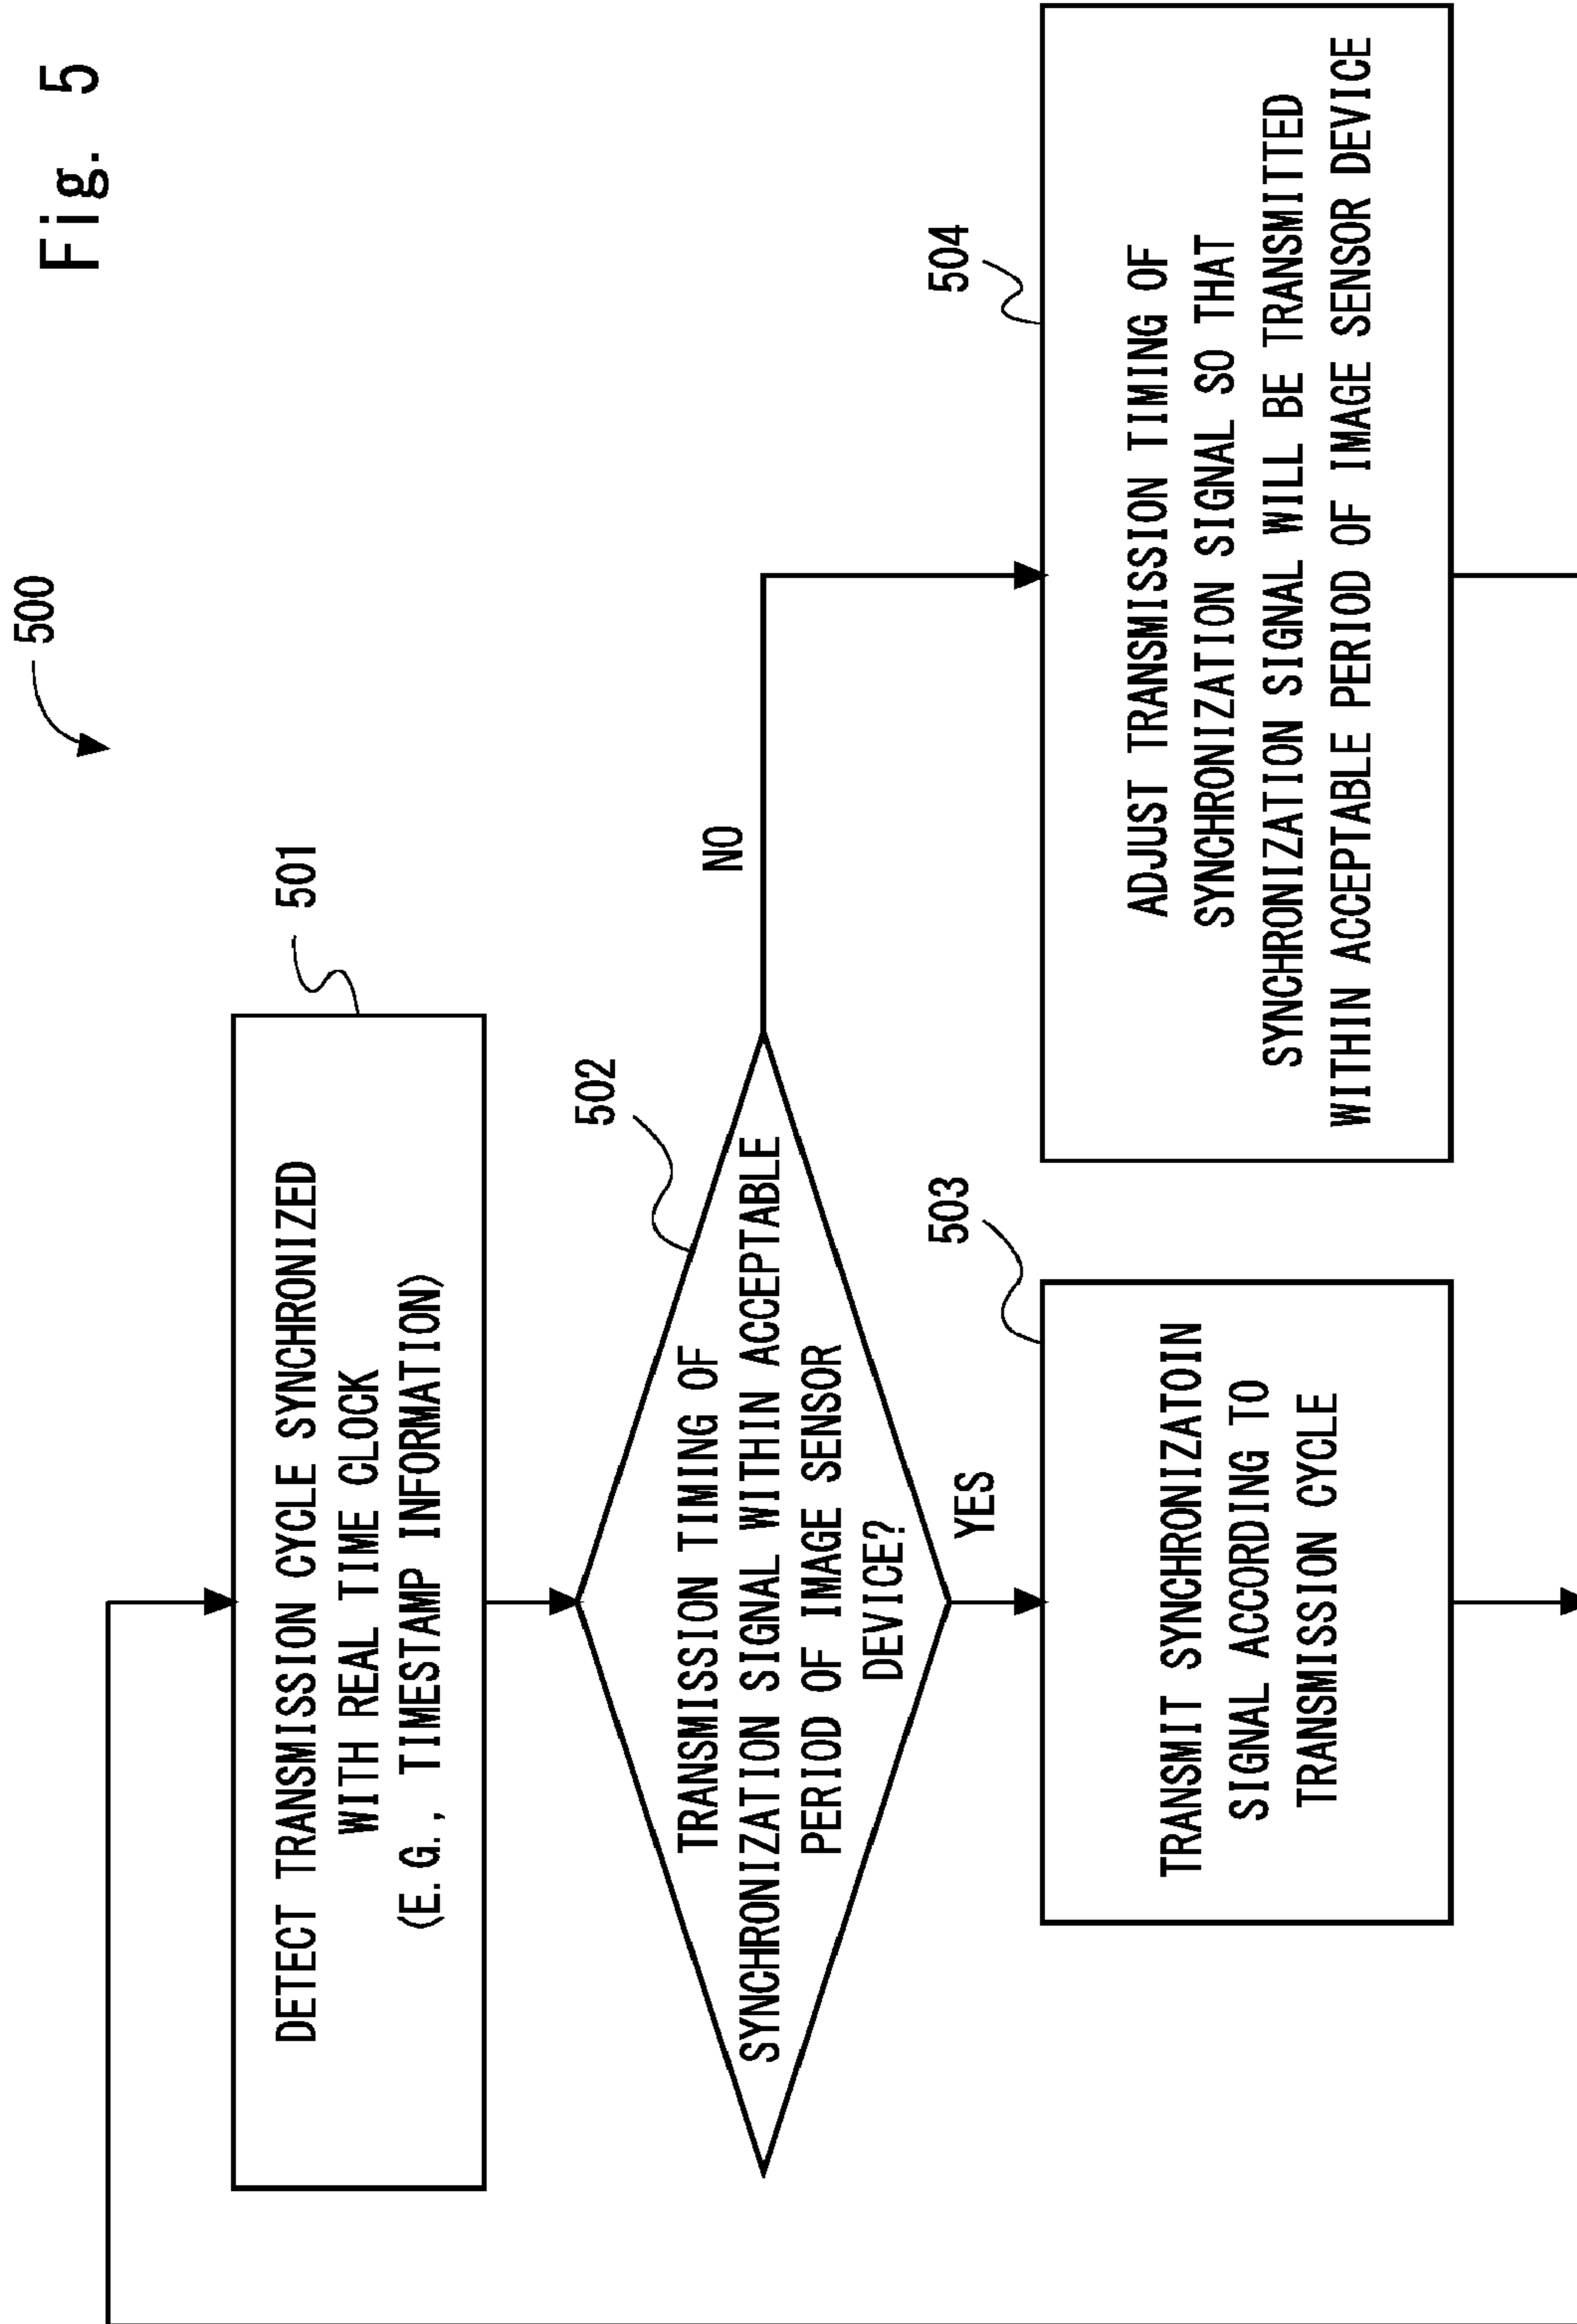 Fig. 5
500
501
DETECT TRANSMISSION CYCLE SYNCHRONIZED
WITH REAL TIME CLOCK
(E.G., TIMESTAMP INFORMATION)
502
TRANSMISSION TIMING OF
SYNCHRONIZATION SIGNAL WITHIN ACCEPTABLE
PERIOD OF IMAGE SENSOR
DEVICE?
NO
YES
503
TRANSMIT SYNCHRONIZATOIN
SIGNAL ACCORDING TO
TRANSMISSION CYCLE
504
ADJUST TRANSMISSION TIMING OF
SYNCHRONIZATION SIGNAL SO THAT
SYNCHRONIZATION SIGNAL WILL BE TRANSMITTED
WITHIN ACCEPTABLE PERIOD OF IMAGE SENSOR DEVICE